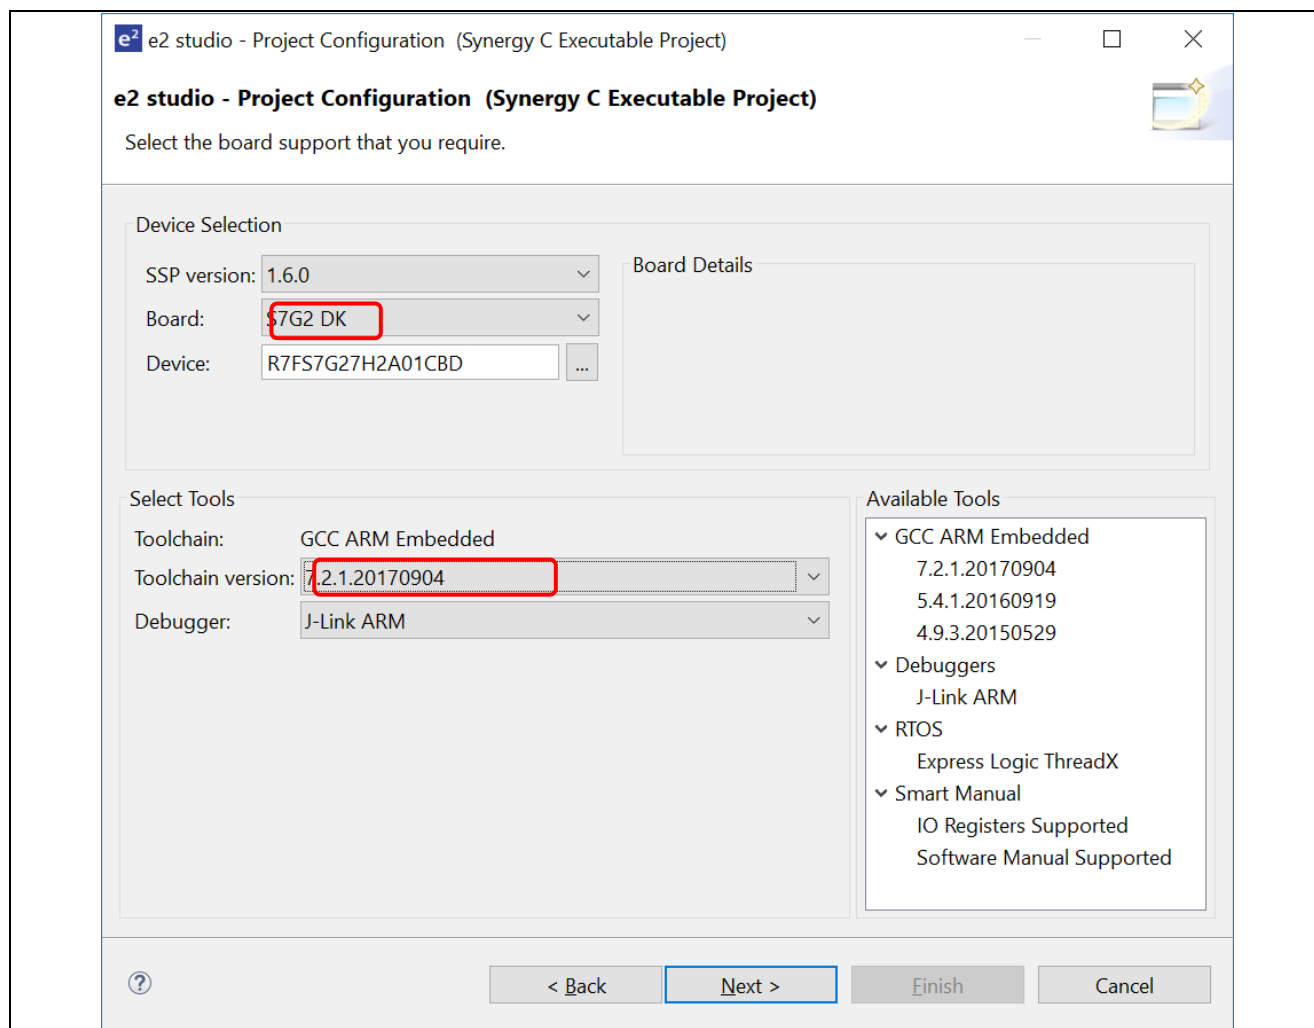 e2 e2 studio - Project Configuration (Synergy C Executable Project)
e2 studio - Project Configuration (Synergy C Executable Project)
Select the board support that you require.
Device Selection
SSP version: 1.6.0
Board: S7G2 DK
Device: R7FS7G27H2A01CBD ...
Board Details
Select Tools
Toolchain: GCC ARM Embedded
Toolchain version: 7.2.1.20170904
Debugger: J-Link ARM
Available Tools
GCC ARM Embedded
7.2.1.20170904
5.4.1.20160919
4.9.3.20150529
Debuggers
J-Link ARM
RTOS
Express Logic ThreadX
Smart Manual
IO Registers Supported
Software Manual Supported
? < Back Next > Finish Cancel